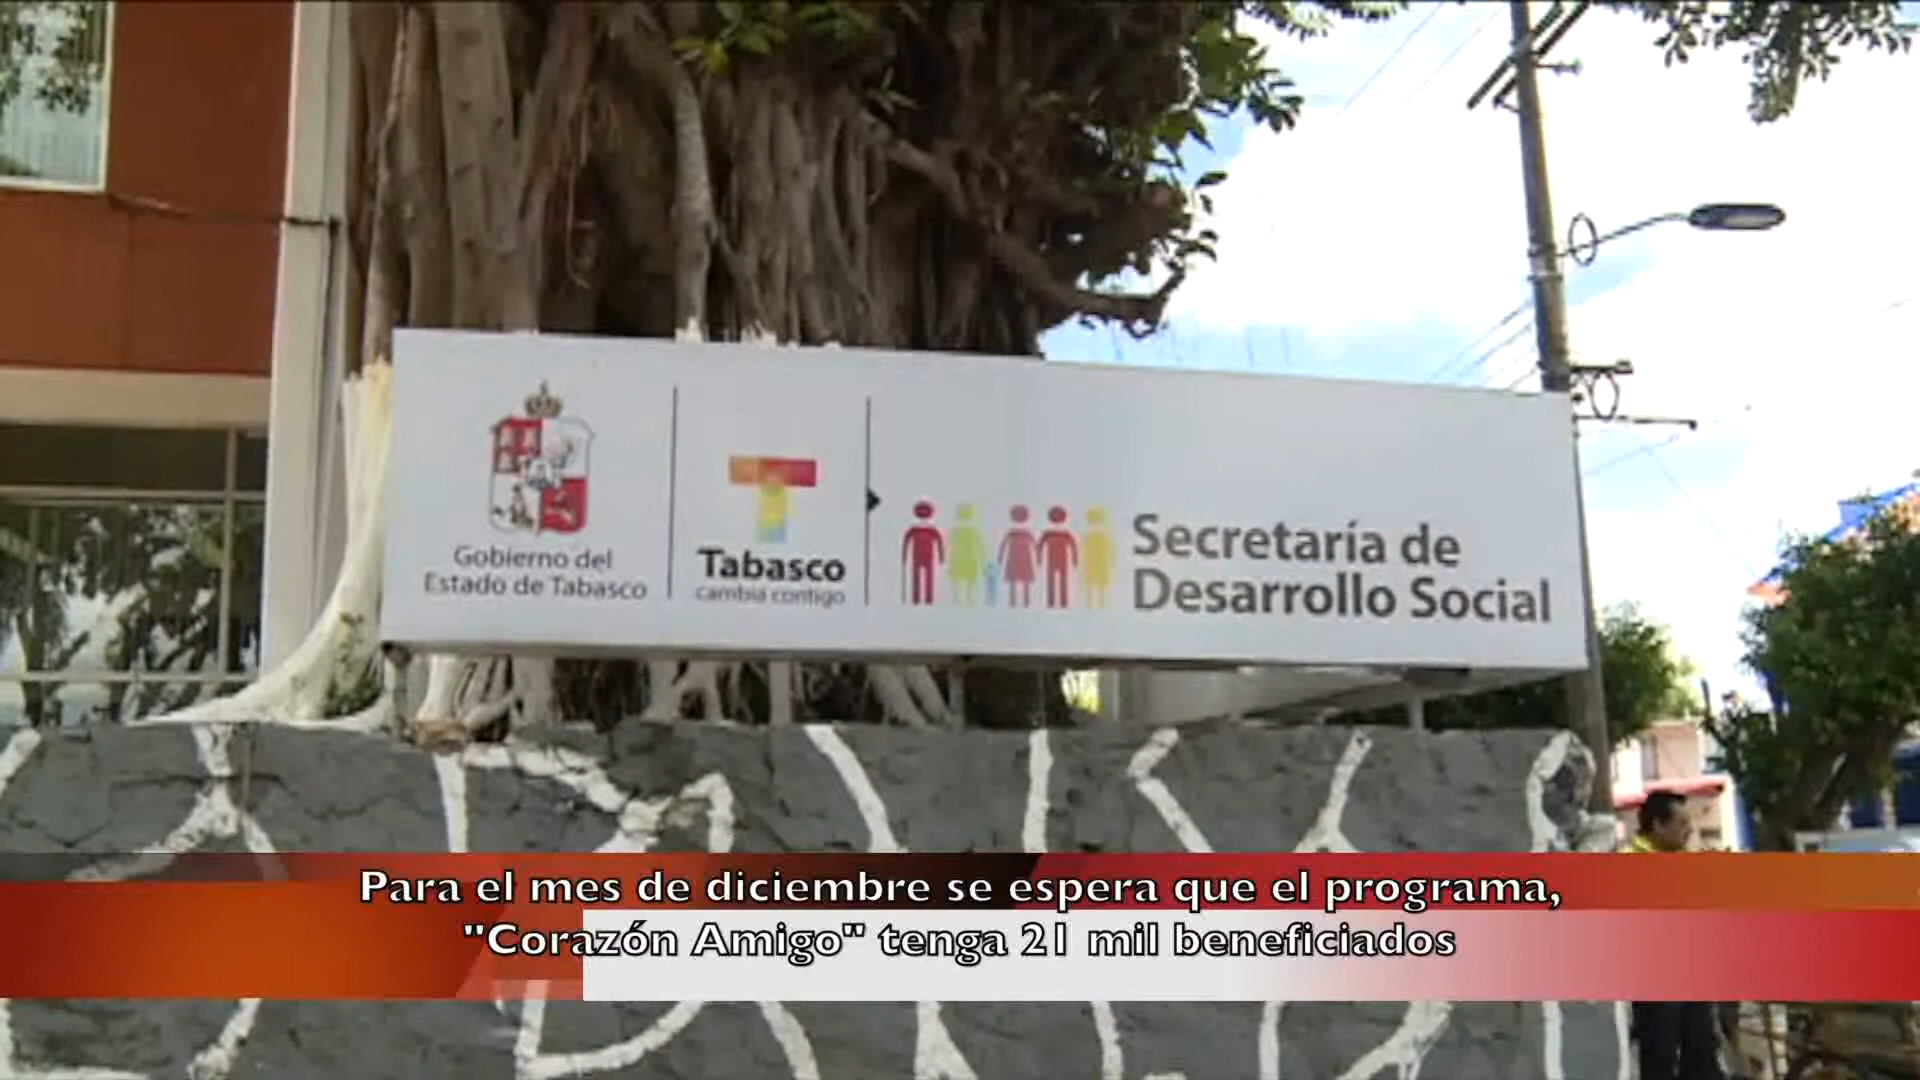 Gobierno del
Estado de Tabasco
Tabasco
cambia contigo
Secretaría de
Desarrollo Social
Para el mes de diciembre se espera que el programa,
"Corazón Amigo" tenga 21 mil beneficiados